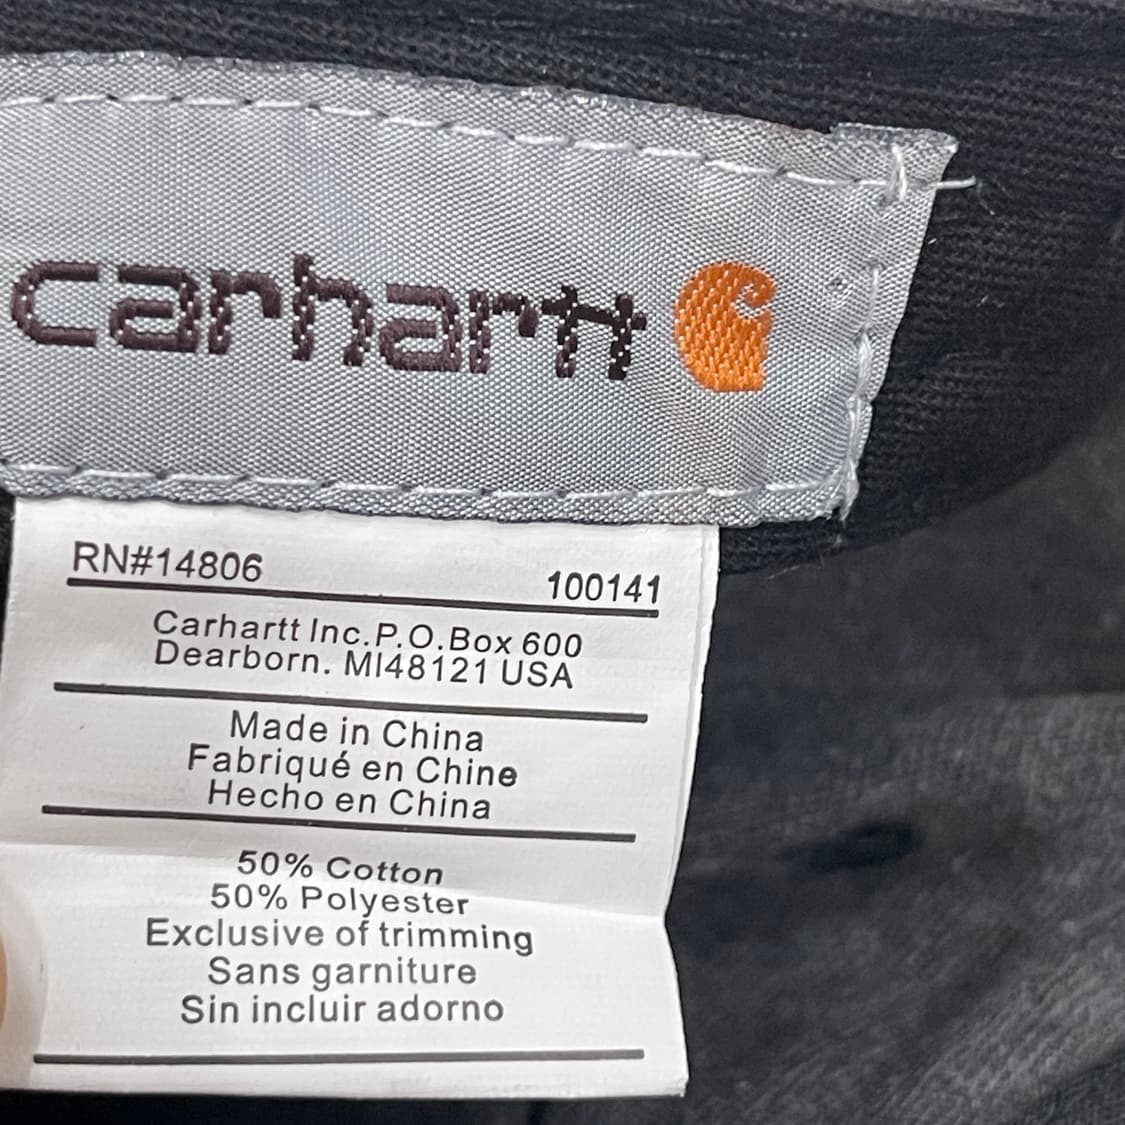 carhartt
RN#14806
100141
Carhartt Inc.P.O.Box 600
Dearborn. MI48121 USA
Made in China
Fabriqué en Chine
Hecho en China
50% Cotton
50% Polyester
Exclusive of trimming
Sans garniture
Sin incluir adorno